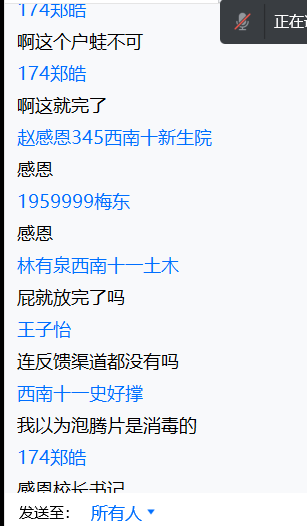 174郑皓
正在讠
啊这个户蛙不可
174郑皓
啊这就完了
赵感恩345西南十新生院
感恩
1959999梅东
感恩
林有泉西南十一土木
屁就放完了吗
王子怡
连反馈渠道都没有吗
西南十一史好撑
我以为泡腾片是消毒的
174郑皓
感恩校长书记
发送至: 所有人